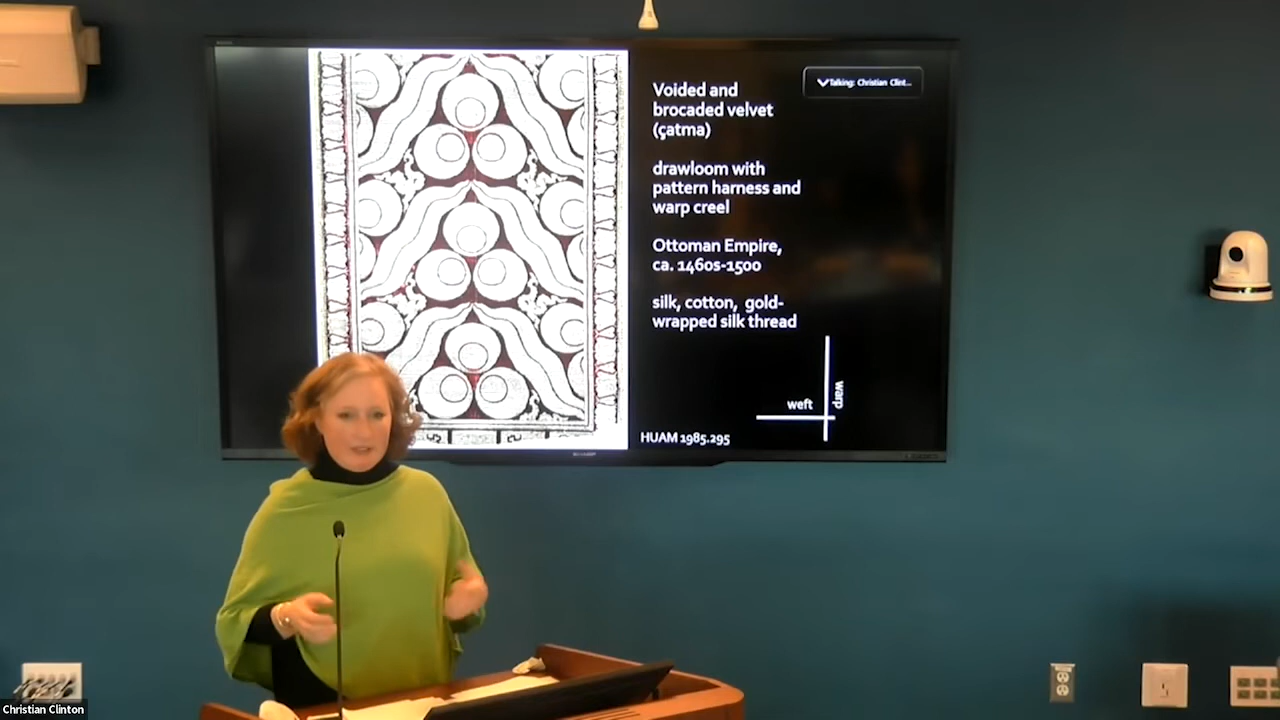 Voided and
brocaded velvet
(çatma)
drawloom with
pattern harness and
warp creel
Ottoman Empire,
ca. 1460s-1500
silk, cotton, gold-
wrapped silk thread
weft
warp
HUAM 1985.295
Talking: Christian Clint...
SHARP
Christian Clinton